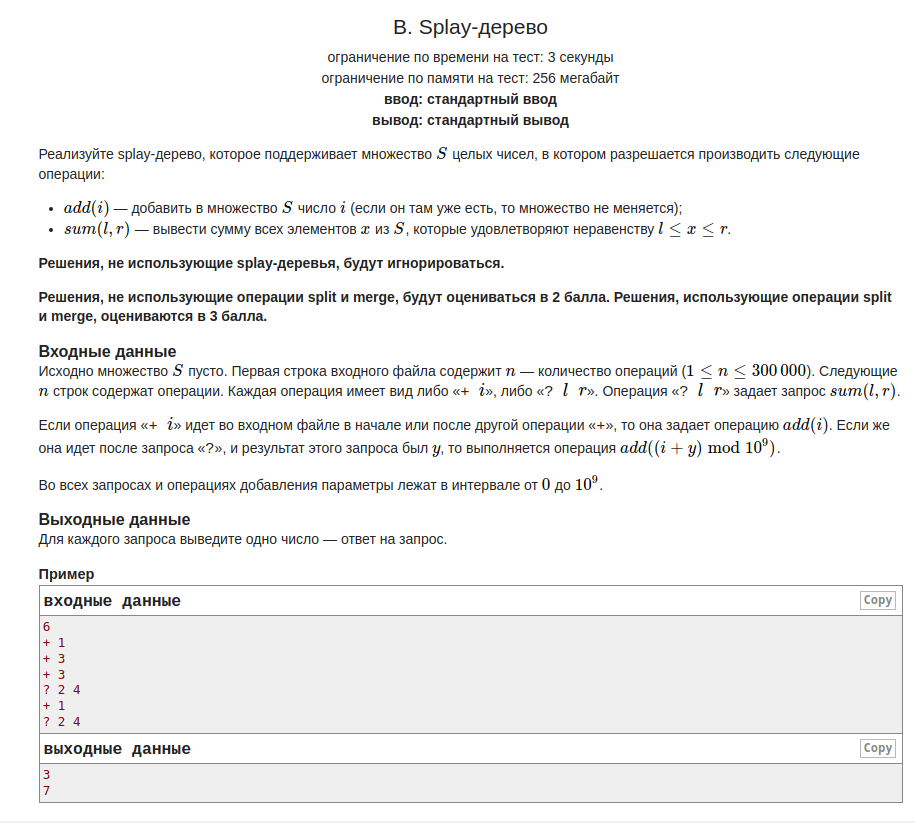 B. Splay-дерево
ограничение по времени на тест: 3 секунды
ограничение по памяти на тест: 256 мегабайт
ввод: стандартный ввод
вывод: стандартный вывод
Реализуйте splay-дерево, которое поддерживает множество S целых чисел, в котором разрешается производить следующие
операции:
• add(i) — добавить в множество S число i (если он там уже есть, то множество не меняется);
• sum(l, r) — вывести сумму всех элементов x из S, которые удовлетворяют неравенству l ≤ x ≤ r.
Решения, не использующие splay-деревья, будут игнорироваться.
Решения, не использующие операции split и merge, будут оцениваться в 2 балла. Решения, использующие операции split
и merge, оцениваются в 3 балла.
Входные данные
Исходно множество S пусто. Первая строка входного файла содержит n — количество операций (1 ≤ n ≤ 300 000). Следующие
n строк содержат операции. Каждая операция имеет вид либо «+ i», либо «? l r». Операция «? l r» задает запрос sum(l, r).
Если операция «+ i» идет во входном файле в начале или после другой операции «+», то она задает операцию add(i). Если же
она идет после запроса «?», и результат этого запроса был y, то выполняется операция add((i + y) mod 10⁹).
Во всех запросах и операциях добавления параметры лежат в интервале от 0 до 10⁹.
Выходные данные
Для каждого запроса выведите одно число — ответ на запрос.
Пример
входные данные
Copy
6
+ 1
+ 3
+ 3
? 2 4
+ 1
? 2 4
выходные данные
Copy
3
7